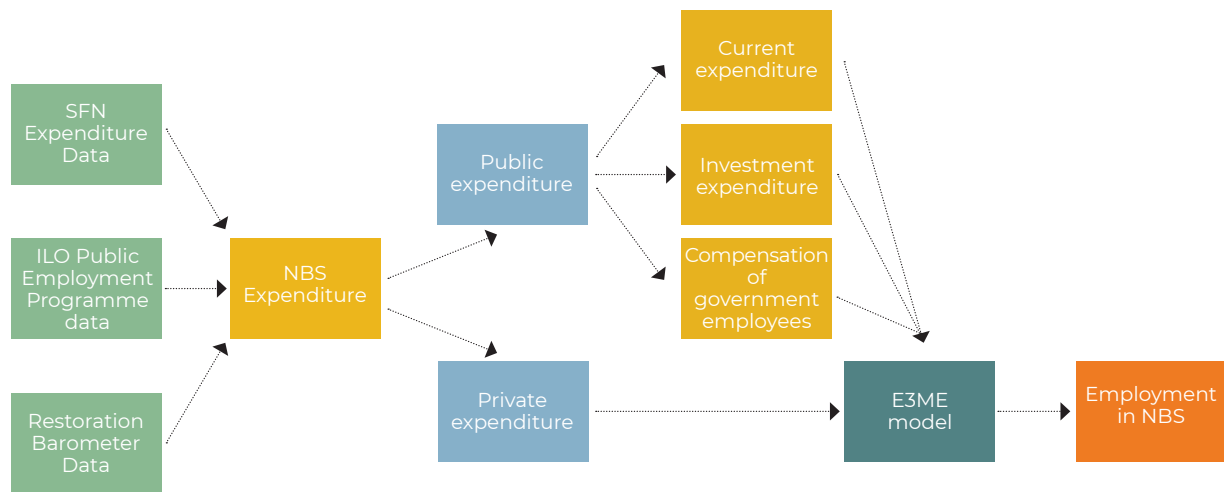 SFN
Expenditure
Data
ILO Public
Employment
Programme
data
Restoration
Barometer
Data
NBS
Expenditure
Public
expenditure
Private
expenditure
Current
expenditure
Investment
expenditure
Compensation
of
government
employees
E3ME
model
Employment
in NBS